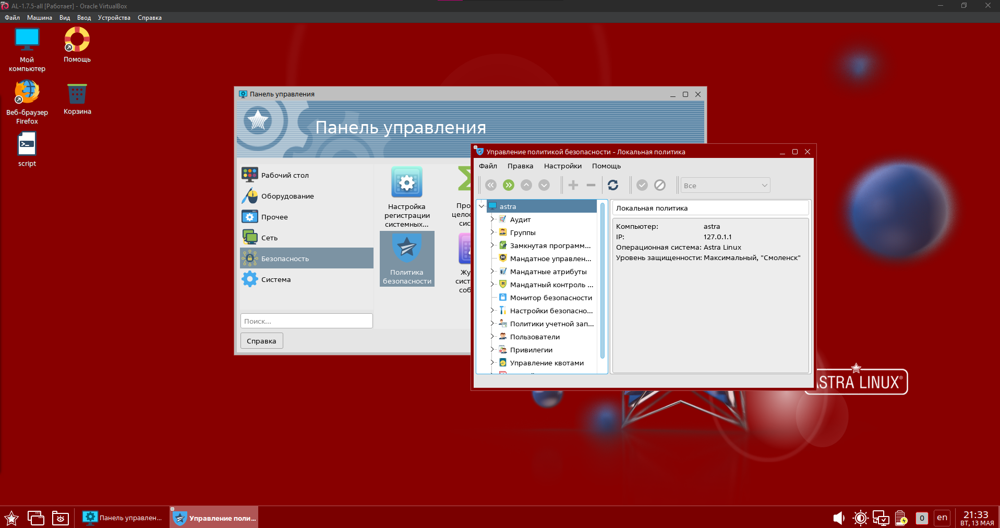 AL-1.7.5-all [Работает] - Oracle VirtualBox
Файл Машина Вид Ввод Устройства Справка
Мой
компьютер
Помощь
Веб-браузер
Firefox
Корзина
script
Панель управления
Панель управления
Рабочий стол
Оборудование
Прочее
Сеть
Безопасность
Система
Поиск...
Справка
Настройка
регистрации
системных...
Политика
безопасности
Про
целос
сис
Жу
сист
соб
Управление политикой безопасности - Локальная политика
Файл Правка Настройки Помощь
Все
astra
Аудит
Группы
Замкнутая программ...
Мандатное управлен...
Мандатные атрибуты
Мандатный контроль ...
Монитор безопасности
Настройки безопасно...
Политики учетной зап...
Пользователи
Привилегии
Управление квотами
Локальная политика
Компьютер: astra
IP: 127.0.1.1
Операционная система: Astra Linux
Уровень защищенности: Максимальный, "Смоленск"
ASTRA LINUX®
Панель управлен...
Управление поли...
0
en
21:33
ВТ, 13 МАЯ